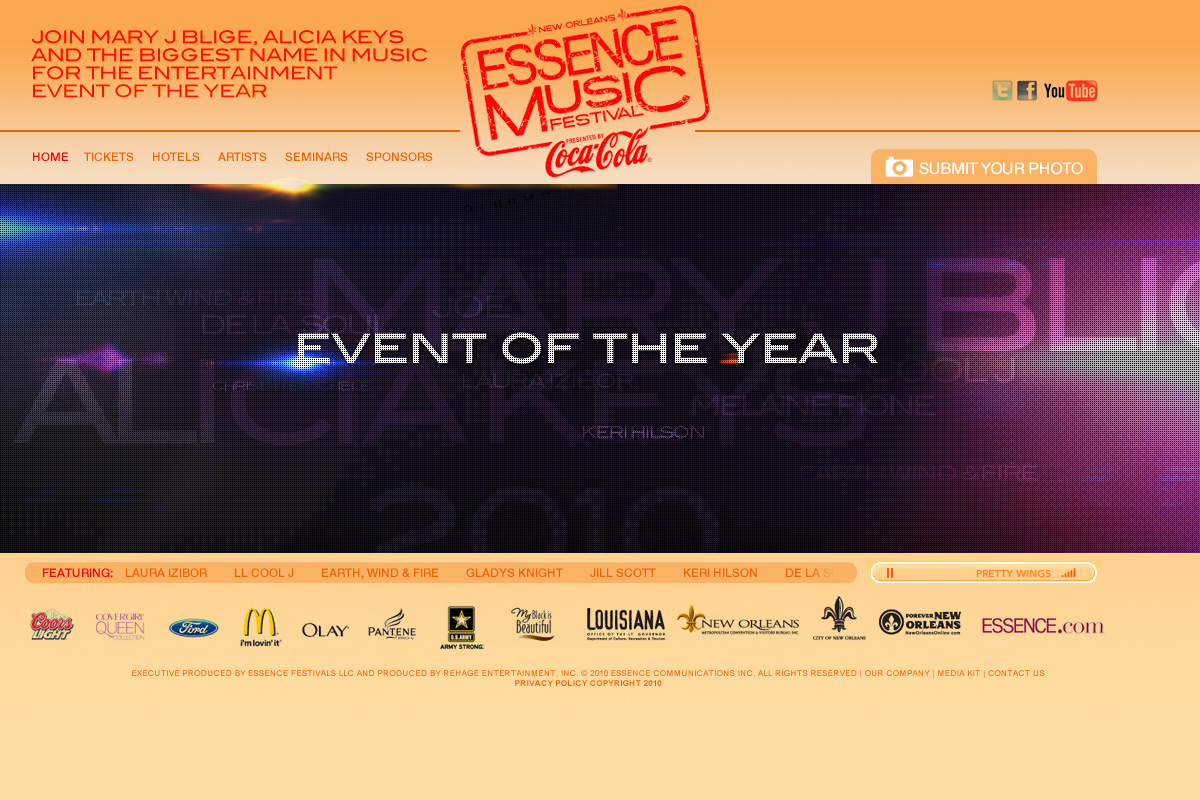 JOIN MARY J BLIGE, ALICIA KEYS
AND THE BIGGEST NAME IN MUSIC
FOR THE ENTERTAINMENT
EVENT OF THE YEAR
NEW ORLEANS
ESSENCE
MUSIC
FESTIVAL
PRESENTED BY
Coca-Cola
You Tube
HOME TICKETS HOTELS ARTISTS SEMINARS SPONSORS
SUBMIT YOUR PHOTO
MARY J BLIG
EARTH WIND & FIRE
JOE
DE LA SOUL
EVENT OF THE YEAR
ALICIA KEYS
LAURA IZIBOR
COOL J
MELAINE FIONE
KERI HILSON
EARTH WIND & FIRE
2010
FEATURING: LAURA IZIBOR LL COOL J EARTH, WIND & FIRE GLADYS KNIGHT JILL SCOTT KERI HILSON DE LA S
PRETTY WINGS
Coors
LIGHT
COVERGIRL
QUEEN
COLLECTION
Ford
i'm lovin' it
OLAY
PANTENE
U.S.ARMY
ARMY STRONG
My Black is
Beautiful
LOUISIANA
OFFICE OF THE LT. GOVERNOR
Department of Culture, Recreation & Tourism
NEW ORLEANS
METROPOLITAN CONVENTION & VISITORS BUREAU, INC.
CITY OF NEW ORLEANS
FOREVER NEW
ORLEANS
NewOrleansOnline.com
ESSENCE.com
EXECUTIVE PRODUCED BY ESSENCE FESTIVALS LLC AND PRODUCED BY REHAGE ENTERTAINMENT, INC. © 2010 ESSENCE COMMUNICATIONS INC. ALL RIGHTS RESERVED | OUR COMPANY | MEDIA KIT | CONTACT US
PRIVACY POLICY COPYRIGHT 2010